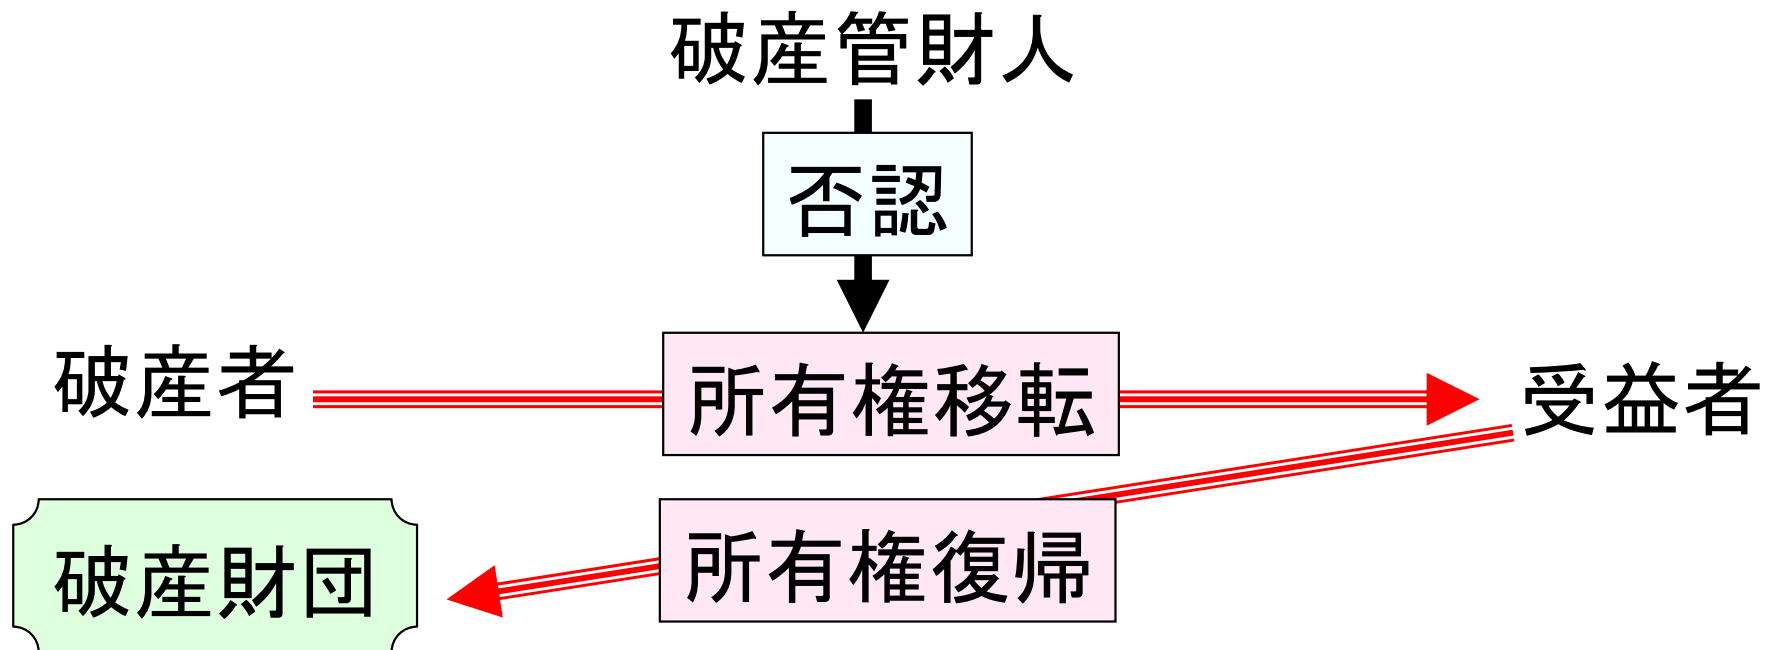 破産管財人
否認
破産者
所有権移転
受益者
所有権復帰
破産財団